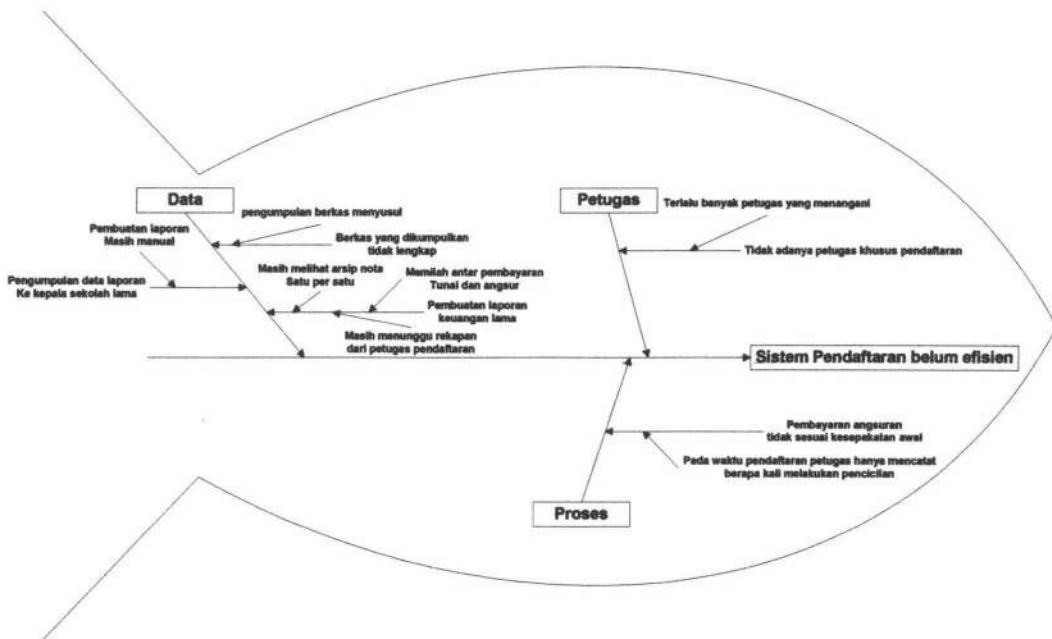 Data
Petugas
pengumpulan berkas menyusul
Terlalu banyak petugas yang menangani
Pembuatan laporan
Masih manual
Berkas yang dikumpulkan
tidak lengkap
Tidak adanya petugas khusus pendaftaran
Masih melihat arsip nota
Satu per satu
Memilah antar pembayaran
Tunai dan angsur
Pengumpulan data laporan
Ke kepala sekolah lama
Pembuatan laporan
keuangan lama
Masih menunggu rekapan
dari petugas pendaftaran
Sistem Pendaftaran belum efisien
Pembayaran angsuran
tidak sesuai kesepekatan awal
Pada waktu pendaftaran petugas hanya mencatat
berapa kali melakukan pencicilan
Proses